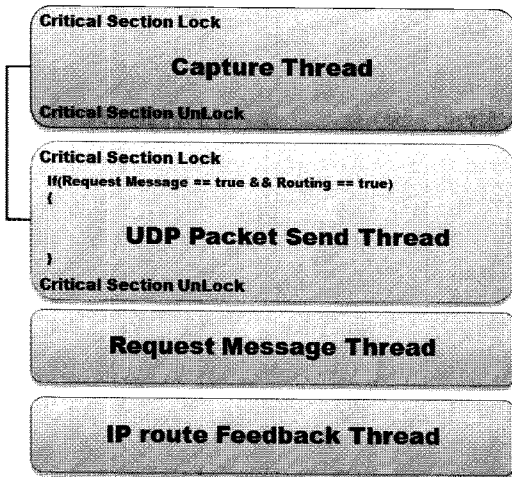 Critical Section Lock
Capture Thread
Critical Section UnLock
Critical Section Lock
If(Request Message == true && Routing == true)
{
UDP Packet Send Thread
}
Critical Section UnLock
Request Message Thread
IP route Feedback Thread